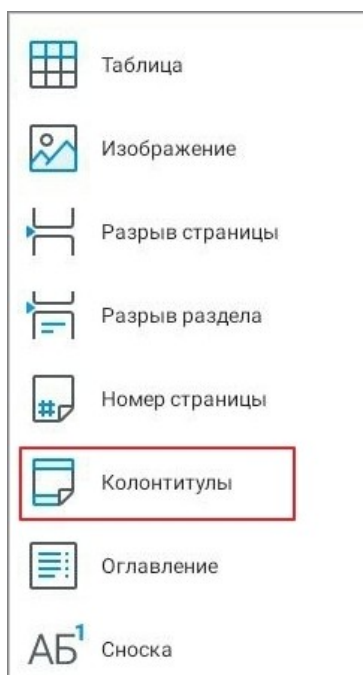 Таблица
Изображение
Разрыв страницы
Разрыв раздела
#
Номер страницы
Колонтитулы
Оглавление
АБ1 Сноска